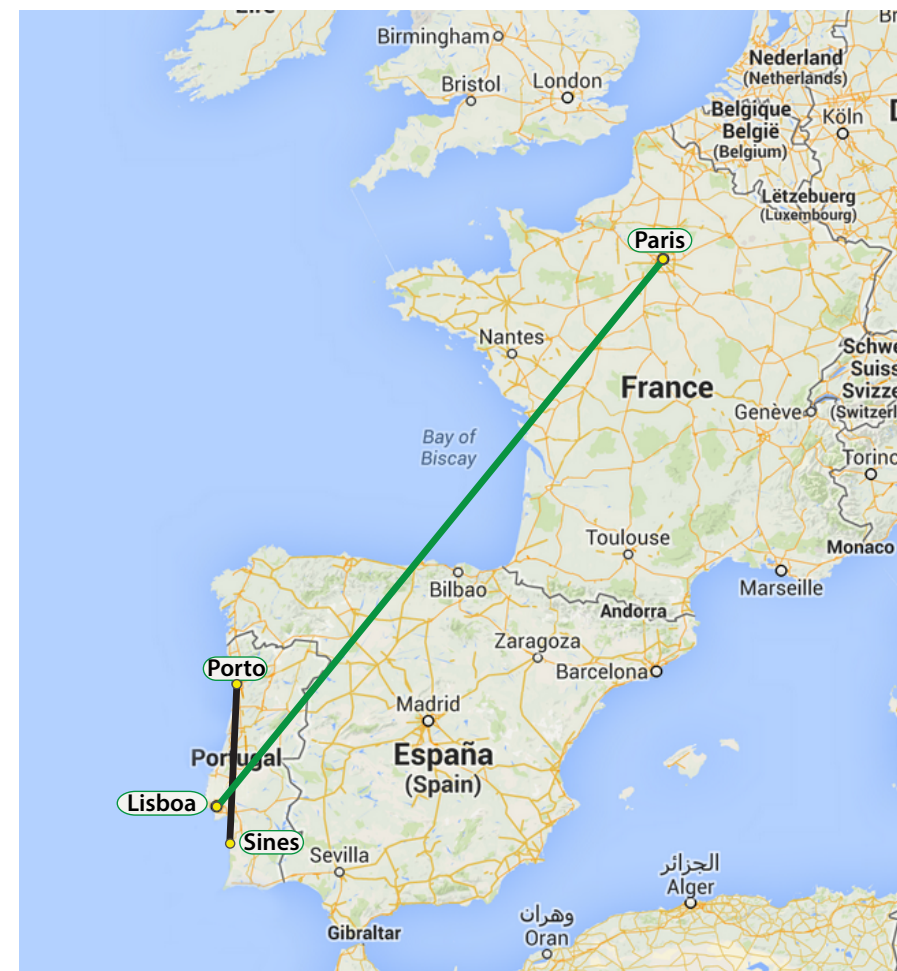 Birmingham
Bristol
London
Nederland
(Netherlands)
Belgique
België
(Belgium)
Köln
Lëtzebuerg
(Luxembourg)
Paris
Nantes
France
Schwe
Suiss
Svizze
(Switzerl
Genève
Bay of
Biscay
Torino
Toulouse
Monaco
Marseille
Bilbao
Andorra
Zaragoza
Barcelona
Porto
Madrid
Portugal
España
(Spain)
Lisboa
Sines
Sevilla
الجزائر
Alger
وهران
Oran
Gibraltar